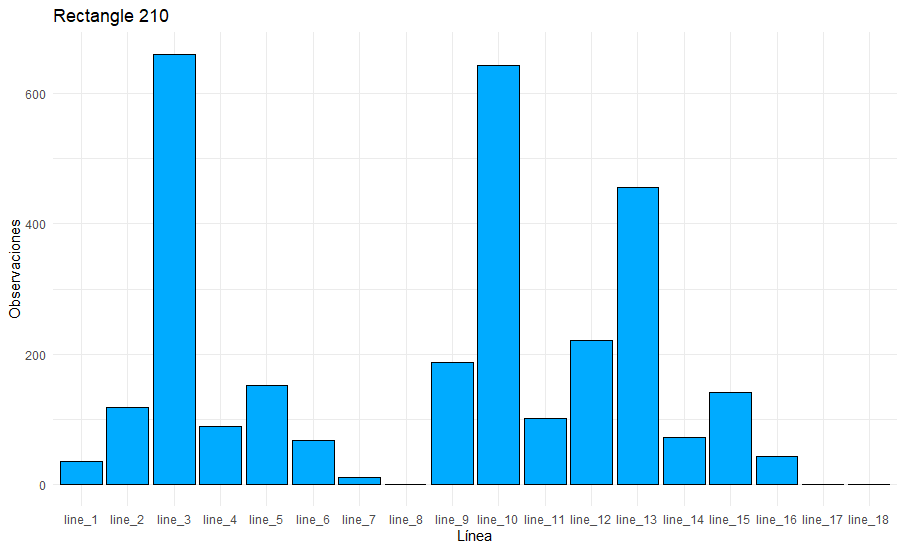 Rectangle 210
Observaciones
600
400
200
0
line_1 line_2 line_3 line_4 line_5 line_6 line_7 line_8 line_9 line_10 line_11 line_12 line_13 line_14 line_15 line_16 line_17 line_18
Línea